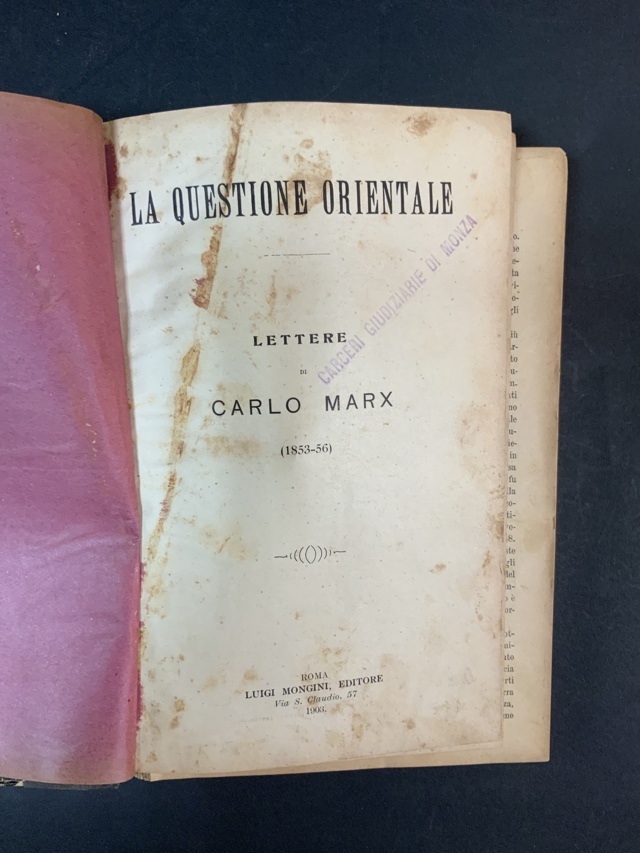 LA QUESTIONE ORIENTALE
CARCERI GIUDIZIARIE DI MONZA
LETTERE
DI
CARLO MARX
(1853-56)
ROMA
LUIGI MONGINI, EDITORE
Via S. Claudio, 57
1903.